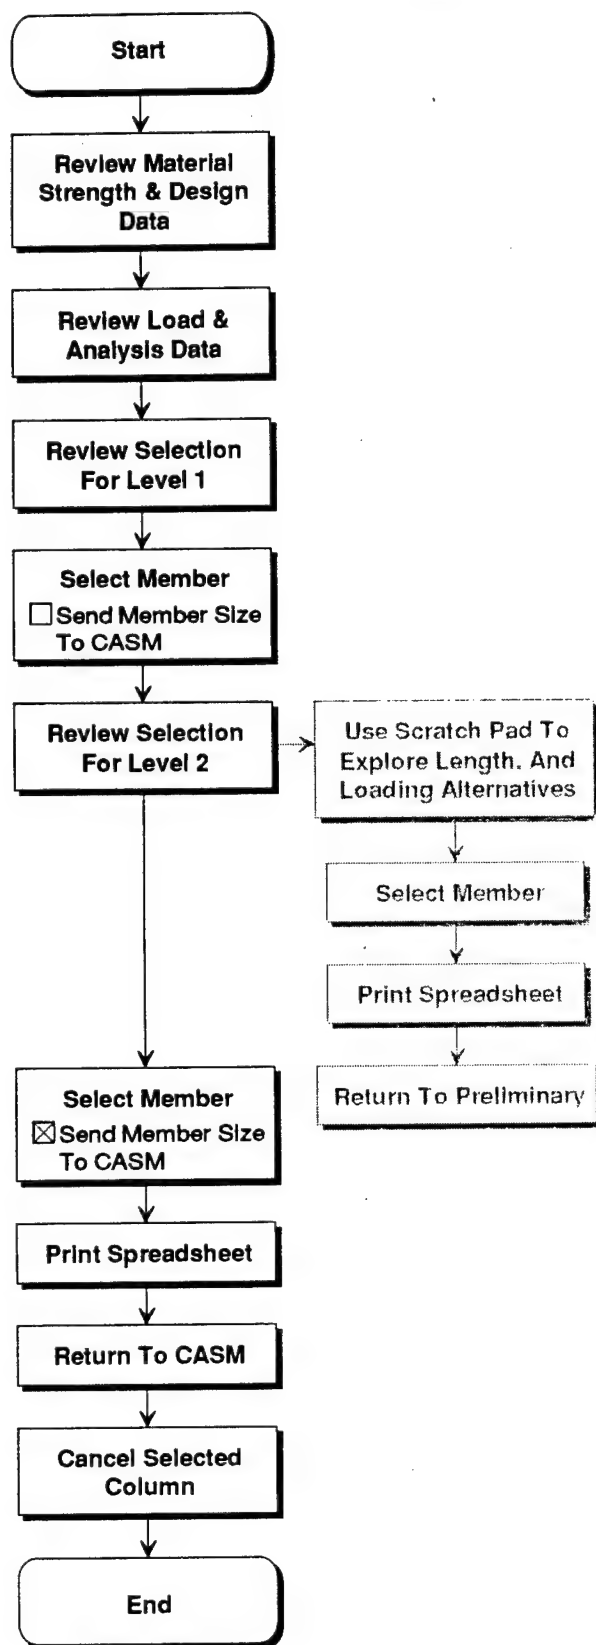 Start
Review Material
Strength & Design
Data
Review Load &
Analysis Data
Review Selection
For Level 1
Select Member
☐ Send Member Size
To CASM
Review Selection
For Level 2
Use Scratch Pad To
Explore Length, And
Loading Alternatives
Select Member
Print Spreadsheet
Return To Preliminary
Select Member
☒ Send Member Size
To CASM
Print Spreadsheet
Return To CASM
Cancel Selected
Column
End